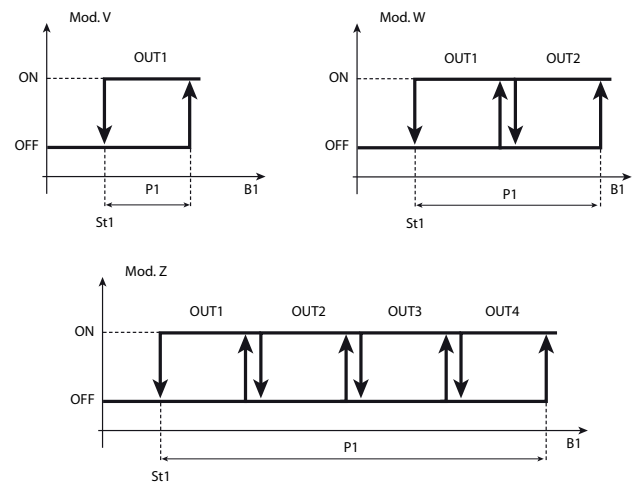 Mod. V
OUT1
ON
OFF
P1
B1
St1
Mod. W
OUT1
OUT2
ON
OFF
P1
B1
St1
Mod. Z
OUT1
OUT2
OUT3
OUT4
ON
OFF
P1
B1
St1